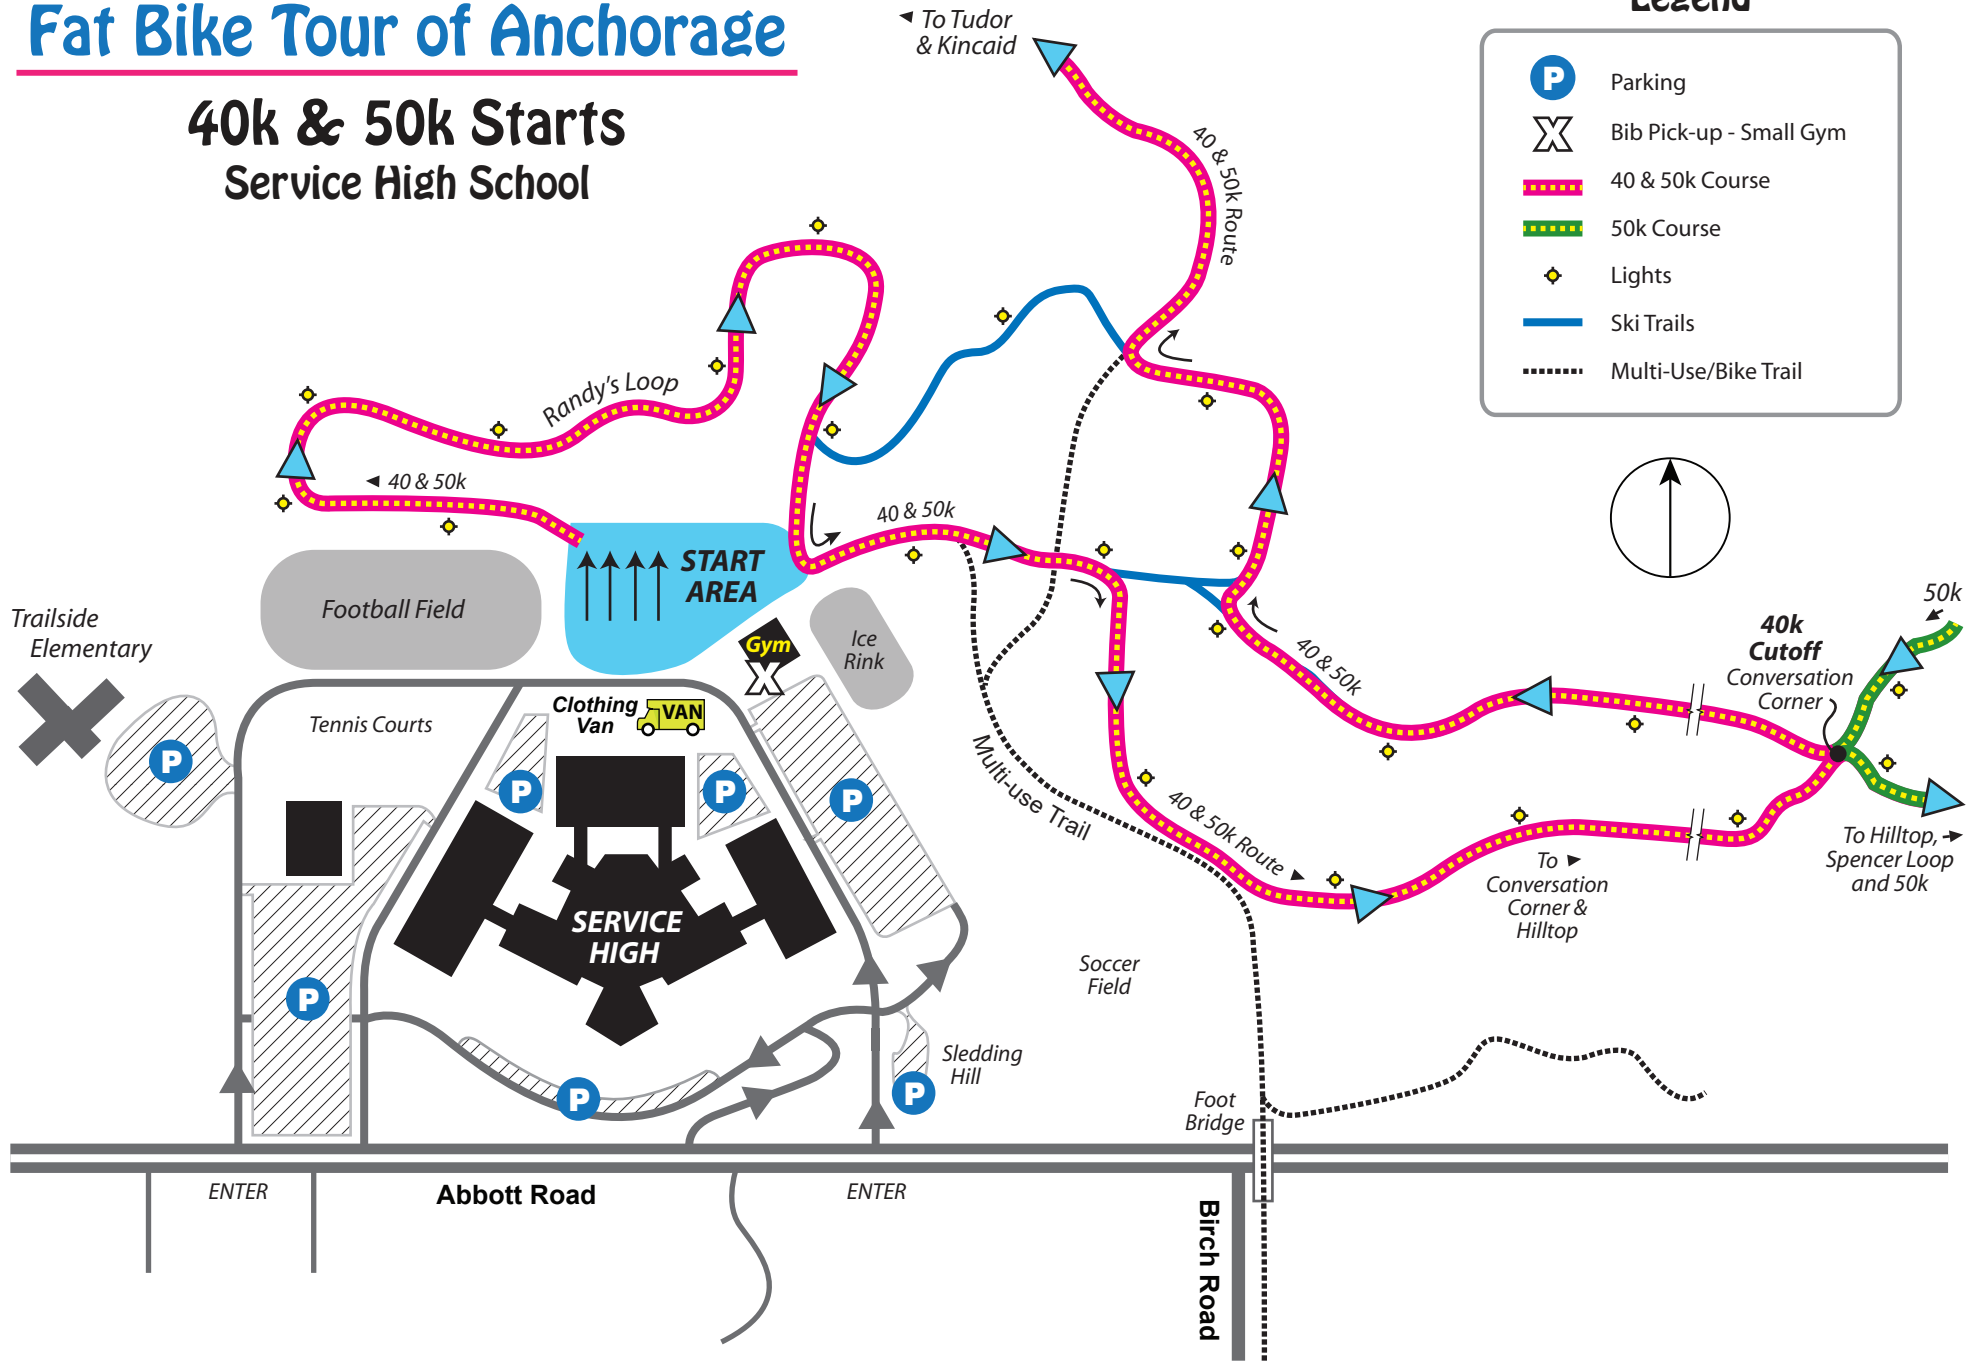 Fat Bike Tour of Anchorage
40k & 50k Starts
Service High School
To Tudor
& Kincaid
Legend
P
Parking
X
Bib Pick-up - Small Gym
40 & 50k Course
50k Course
Lights
Ski Trails
Multi-Use/Bike Trail
40 & 50k Route
Randy's Loop
40 & 50k
40 & 50k
START
AREA
Football Field
Trailside
Elementary
Gym
X
Ice
Rink
Tennis Courts
Clothing
Van
VAN
P
P
P
P
P
P
P
SERVICE
HIGH
Multi-use Trail
40 & 50k
40 & 50k Route
50k
40k
Cutoff
Conversation
Corner
To Hilltop,
Spencer Loop
and 50k
To
Conversation
Corner &
Hilltop
Soccer
Field
Sledding
Hill
Foot
Bridge
ENTER
Abbott Road
ENTER
Birch Road